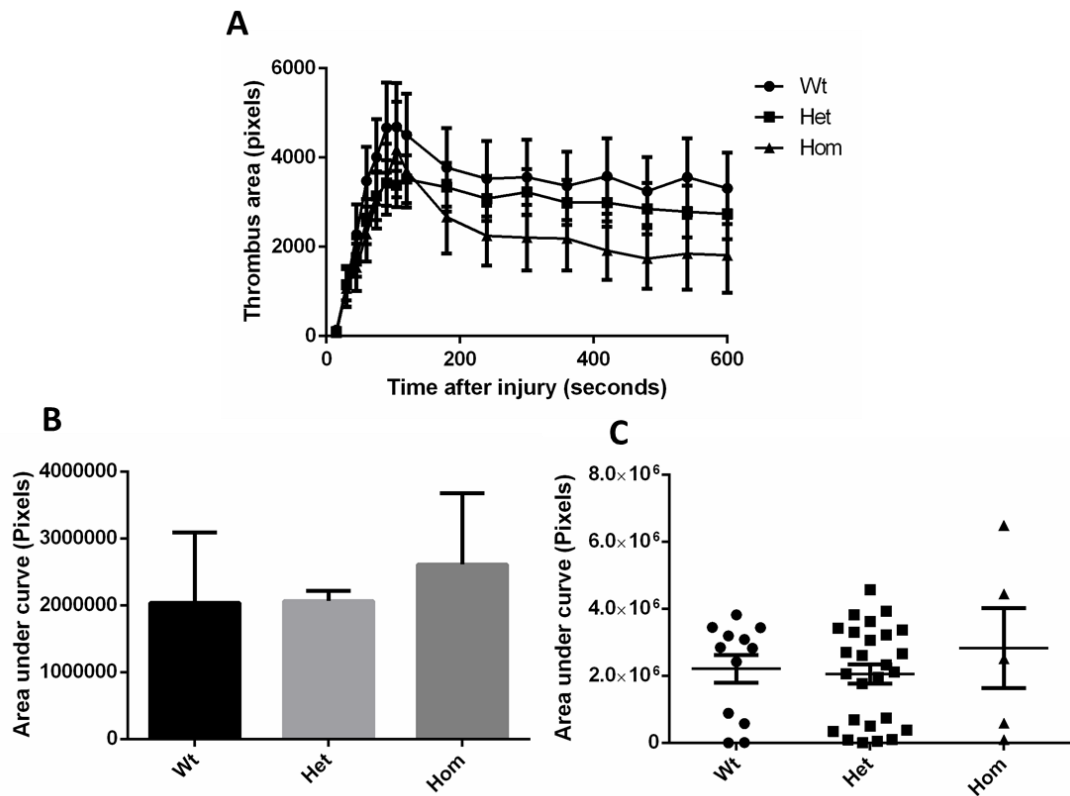 A
Thrombus area (pixels)
6000
4000
2000
0
0 200 400 600
Time after injury (seconds)
Wt
Het
Hom
B
Area under curve (Pixels)
4000000
3000000
2000000
1000000
0
Wt Het Hom
C
Area under curve (Pixels)
8.0×10⁶
6.0×10⁶
4.0×10⁶
2.0×10⁶
0
Wt Het Hom